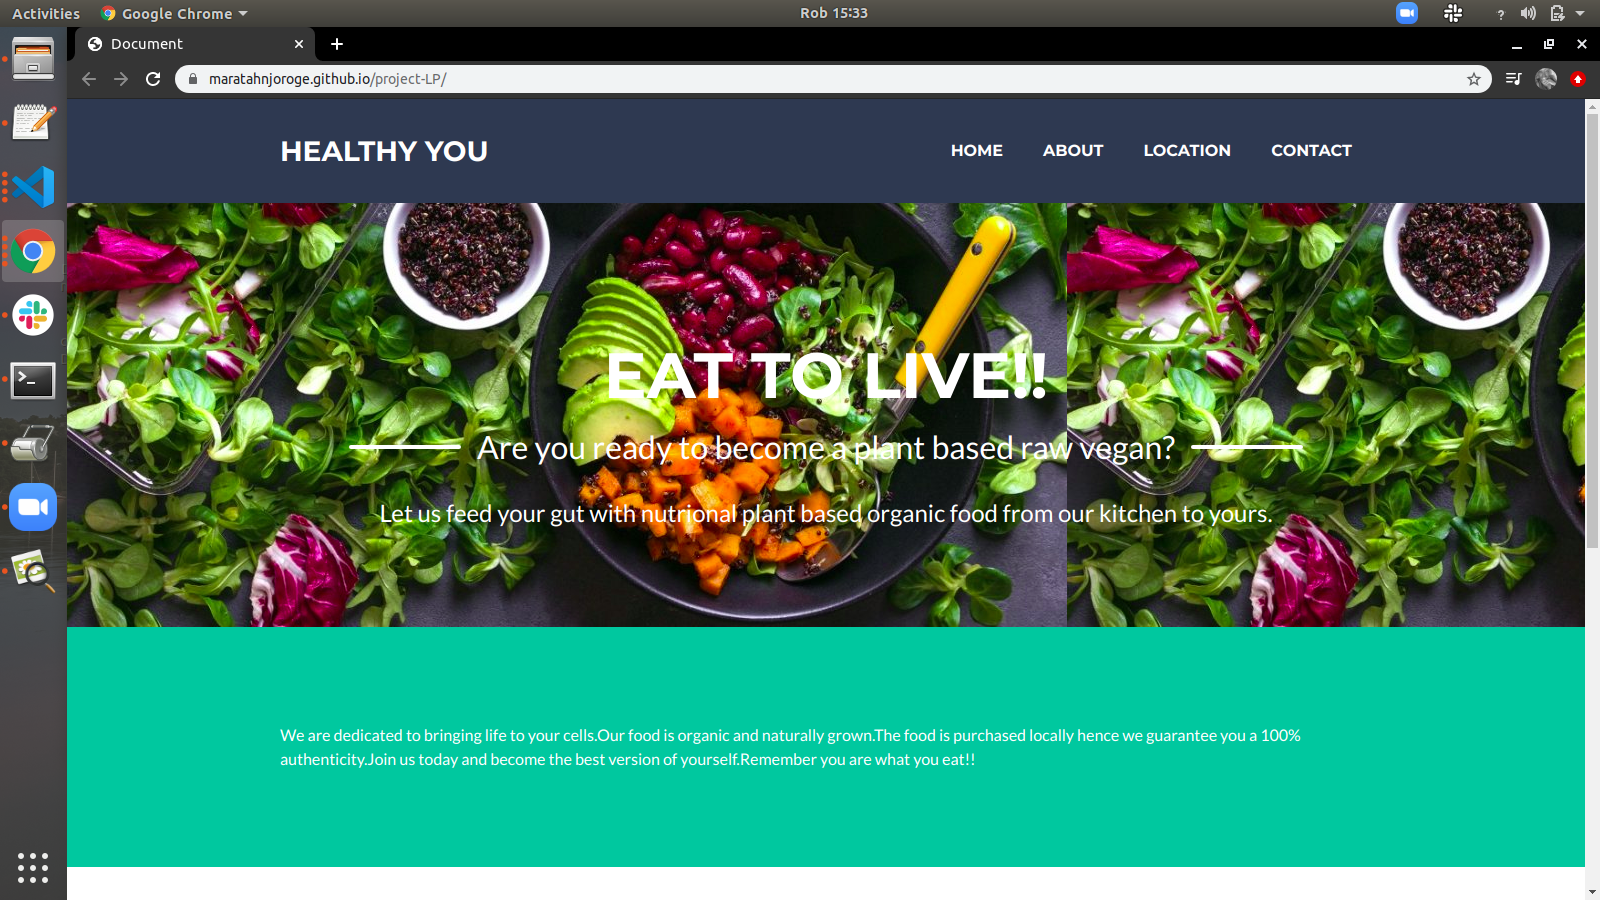 Activities Google Chrome Rob 15:33 ?
Document
maratahnjoroge.github.io/project-LP/
HEALTHY YOU HOME ABOUT LOCATION CONTACT
EAT TO LIVE!!
Are you ready to become a plant based raw vegan?
Let us feed your gut with nutrional plant based organic food from our kitchen to yours.
We are dedicated to bringing life to your cells.Our food is organic and naturally grown.The food is purchased locally hence we guarantee you a 100%
authenticity.Join us today and become the best version of yourself.Remember you are what you eat!!